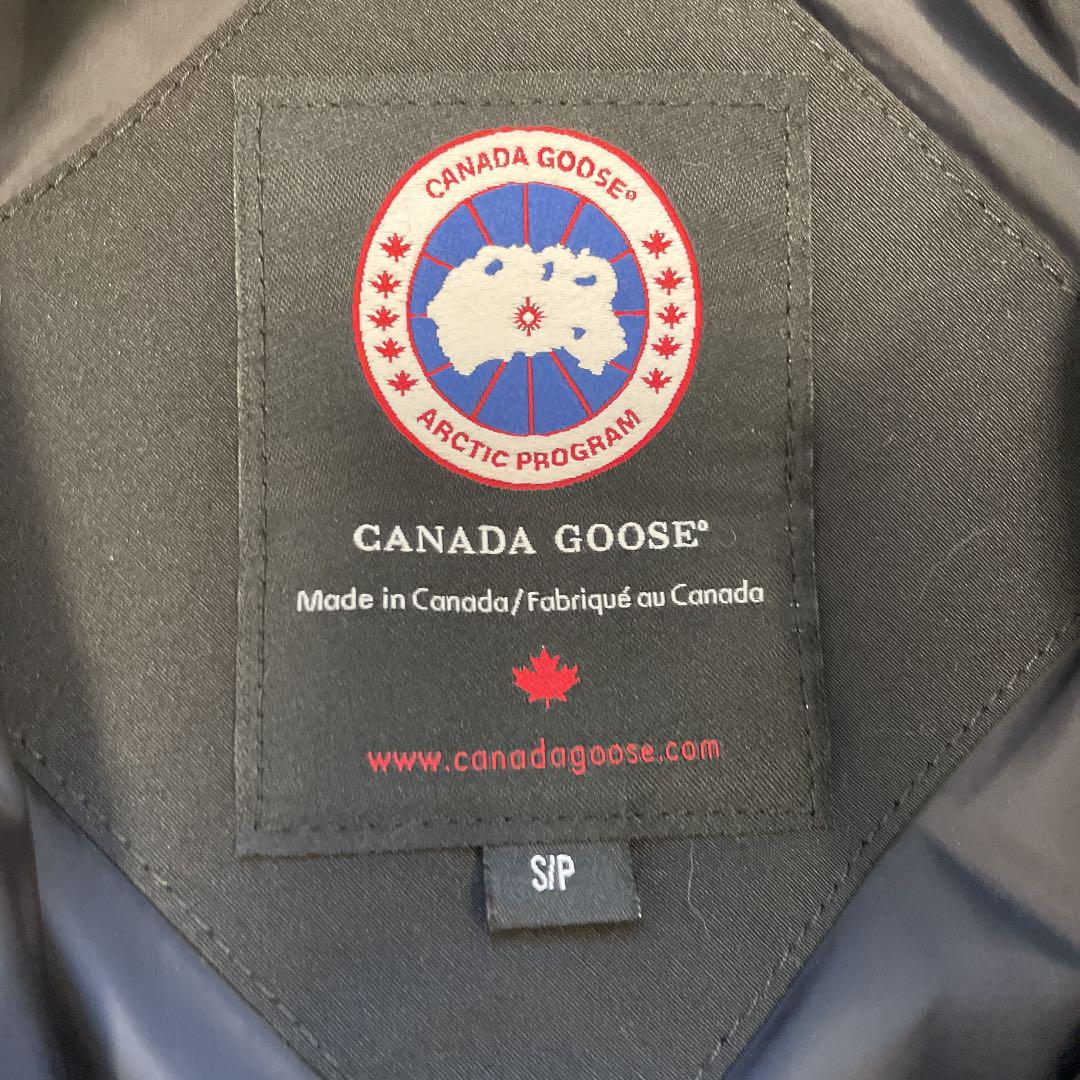 CANADA GOOSE®
ARCTIC PROGRAM
CANADA GOOSE®
Made in Canada/Fabriqué au Canada
www.canadagoose.com
S/P